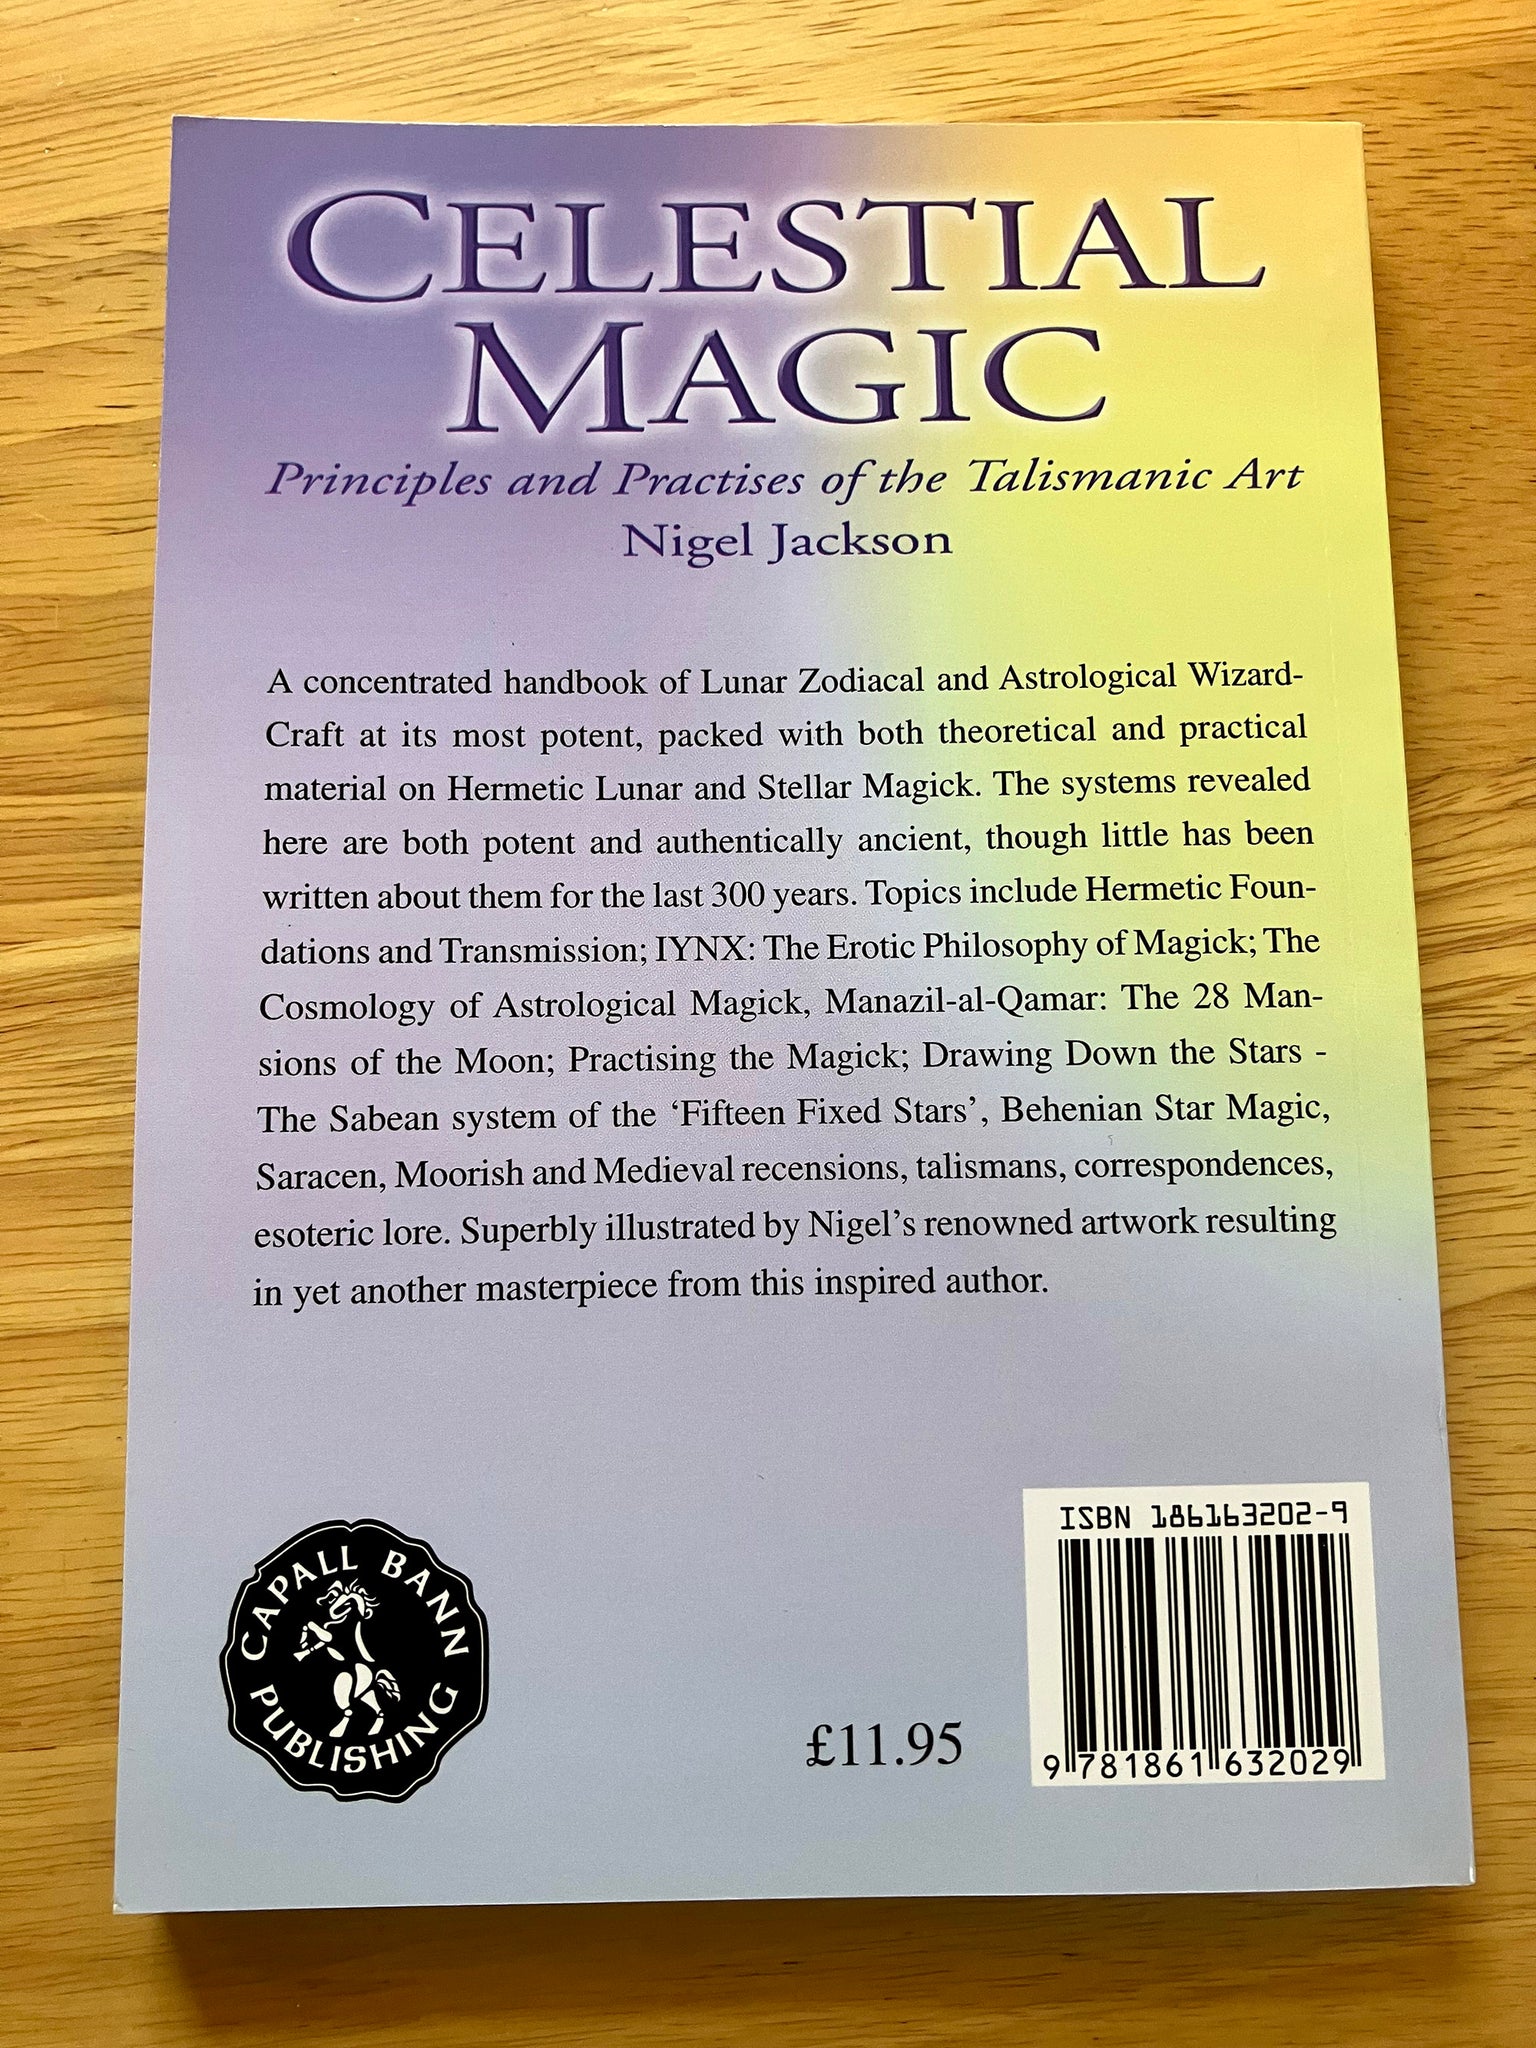 CELESTIAL
MAGIC
Principles and Practises of the Talismanic Art
Nigel Jackson
A concentrated handbook of Lunar Zodiacal and Astrological Wizard-
Craft at its most potent, packed with both theoretical and practical
material on Hermetic Lunar and Stellar Magick. The systems revealed
here are both potent and authentically ancient, though little has been
written about them for the last 300 years. Topics include Hermetic Foun-
dations and Transmission; IYNX: The Erotic Philosophy of Magick; The
Cosmology of Astrological Magick, Manazil-al-Qamar: The 28 Man-
sions of the Moon; Practising the Magick; Drawing Down the Stars -
The Sabean system of the ‘Fifteen Fixed Stars’, Behenian Star Magic,
Saracen, Moorish and Medieval recensions, talismans, correspondences,
esoteric lore. Superbly illustrated by Nigel’s renowned artwork resulting
in yet another masterpiece from this inspired author.
CAPALL BANN
PUBLISHING
£11.95
ISBN 186163202-9
9 781861 632029